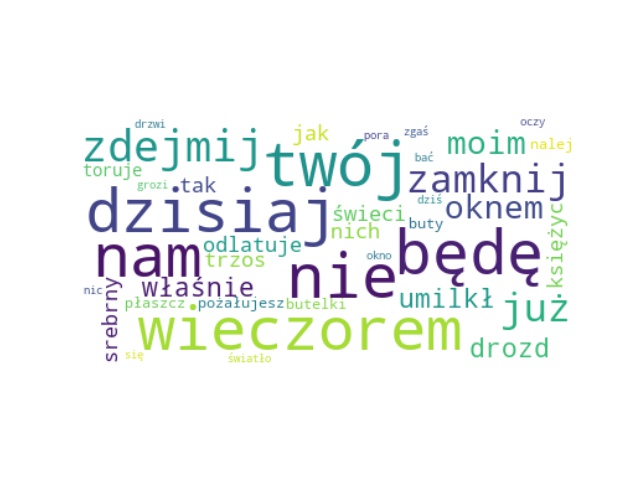 drzwi
zgaś
oczy
zdejmij
jak
pora
moim
nalej
toruje
twój
bać
zamknij
grozi
tak
dziś
dzisiaj
świeci
oknem
buty
nich
księżyc
nam
odlatuje
trzos
okno
będę
nic
właśnie
nie
srebrny
płaszcz
pożałujesz
butelki
umilkł
już
wieczorem
się
światło
drozd